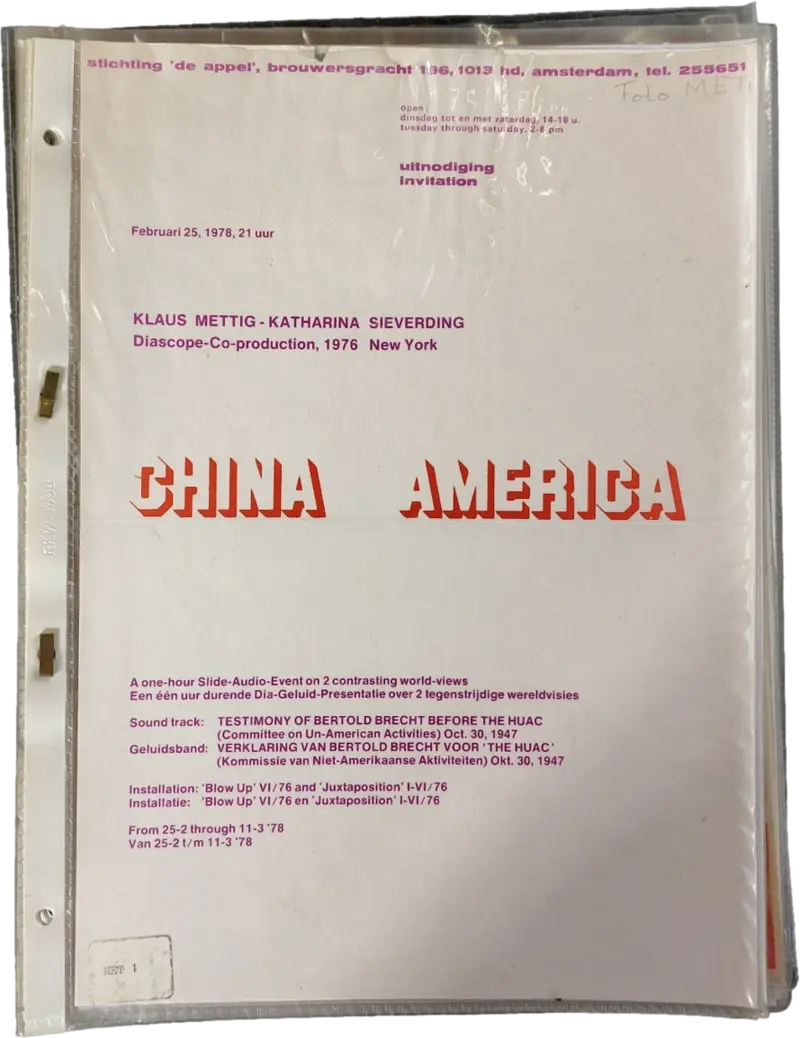 stichting 'de appel', brouwersgracht 196, 1013 hd, amsterdam, tel. 255651
Foto MET 1
open:
dinsdag tot en met zaterdag, 14-18 u.
tuesday through saturday, 2-6 pm
uitnodiging
invitation
Februari 25, 1978, 21 uur
KLAUS METTIG - KATHARINA SIEVERDING
Diascope-Co-production, 1976 New York
CHINA AMERICA
A one-hour Slide-Audio-Event on 2 contrasting world-views
Een één uur durende Dia-Geluid-Presentatie over 2 tegenstrijdige wereldvisies
Sound track: TESTIMONY OF BERTOLD BRECHT BEFORE THE HUAC
(Committee on Un-American Activities) Oct. 30, 1947
Geluidsband: VERKLARING VAN BERTOLD BRECHT VOOR 'THE HUAC'
(Kommissie van Niet-Amerikaanse Aktiviteiten) Okt. 30, 1947
Installation: 'Blow Up' VI/76 and 'Juxtaposition' I-VI/76
Installatie: 'Blow Up' VI/76 en 'Juxtaposition' I-VI/76
From 25-2 through 11-3 '78
Van 25-2 t/m 11-3 '78
MET 1